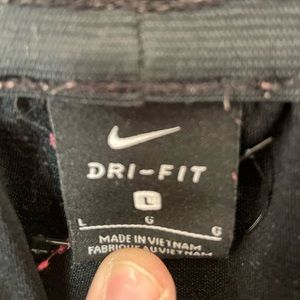 DRI-FIT
L
L G G
MADE IN VIETNAM
FABRIQUÉ AU VIETNAM